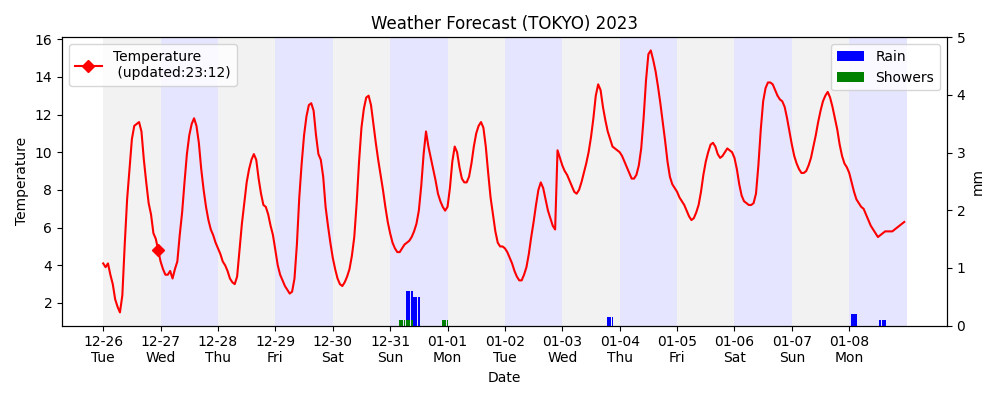 Weather Forecast (TOKYO) 2023
Temperature
(updated:23:12)
Rain
Showers
Temperature
16
14
12
10
8
6
4
2
5
4
3
2
1
0
mm
12-26 12-27 12-28 12-29 12-30 12-31 01-01 01-02 01-03 01-04 01-05 01-06 01-07 01-08
Tue Wed Thu Fri Sat Sun Mon Tue Wed Thu Fri Sat Sun Mon
Date